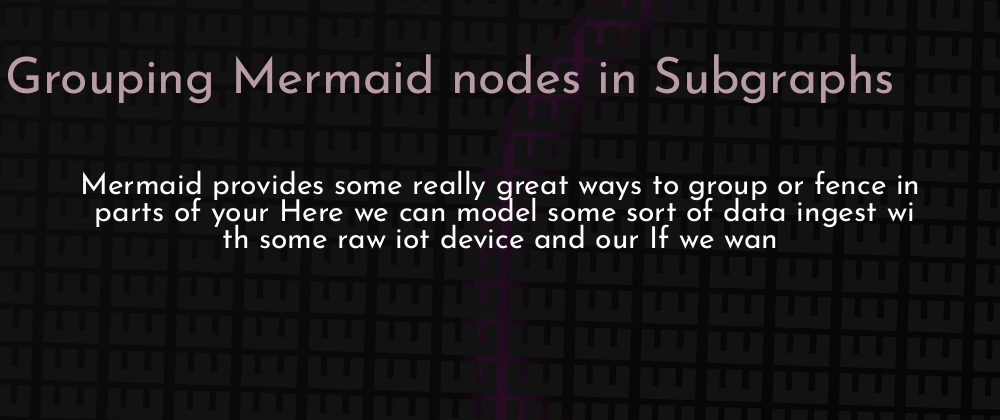 Grouping Mermaid nodes in Subgraphs
Mermaid provides some really great ways to group or fence in
parts of your Here we can model some sort of data ingest wi
th some raw iot device and our If we wan